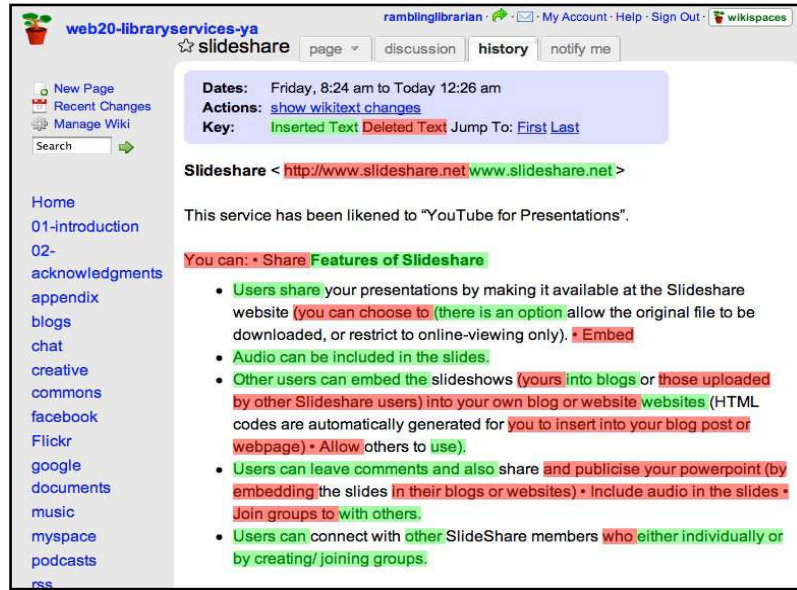 web20-libraryservices-ya
ramblinglibrarian · My Account · Help · Sign Out · wikispaces
slideshare page discussion history notify me
New Page
Recent Changes
Manage Wiki
Search
Home
01-introduction
02-
acknowledgments
appendix
blogs
chat
creative
commons
facebook
Flickr
google
documents
music
myspace
podcasts
rss
Dates: Friday, 8:24 am to Today 12:26 am
Actions: show wikitext changes
Key: Inserted Text Deleted Text Jump To: First Last
Slideshare < http://www.slideshare.net www.slideshare.net >
This service has been likened to “YouTube for Presentations”.
You can: • Share Features of Slideshare
• Users share your presentations by making it available at the Slideshare
website (you can choose to (there is an option allow the original file to be
downloaded, or restrict to online-viewing only). • Embed
• Audio can be included in the slides.
• Other users can embed the slideshows (yours into blogs or those uploaded
by other Slideshare users) into your own blog or website websites (HTML
codes are automatically generated for you to insert into your blog post or
webpage) • Allow others to use).
• Users can leave comments and also share and publicise your powerpoint (by
embedding the slides in their blogs or websites) • Include audio in the slides •
Join groups to with others.
• Users can connect with other SlideShare members who either individually or
by creating/ joining groups.